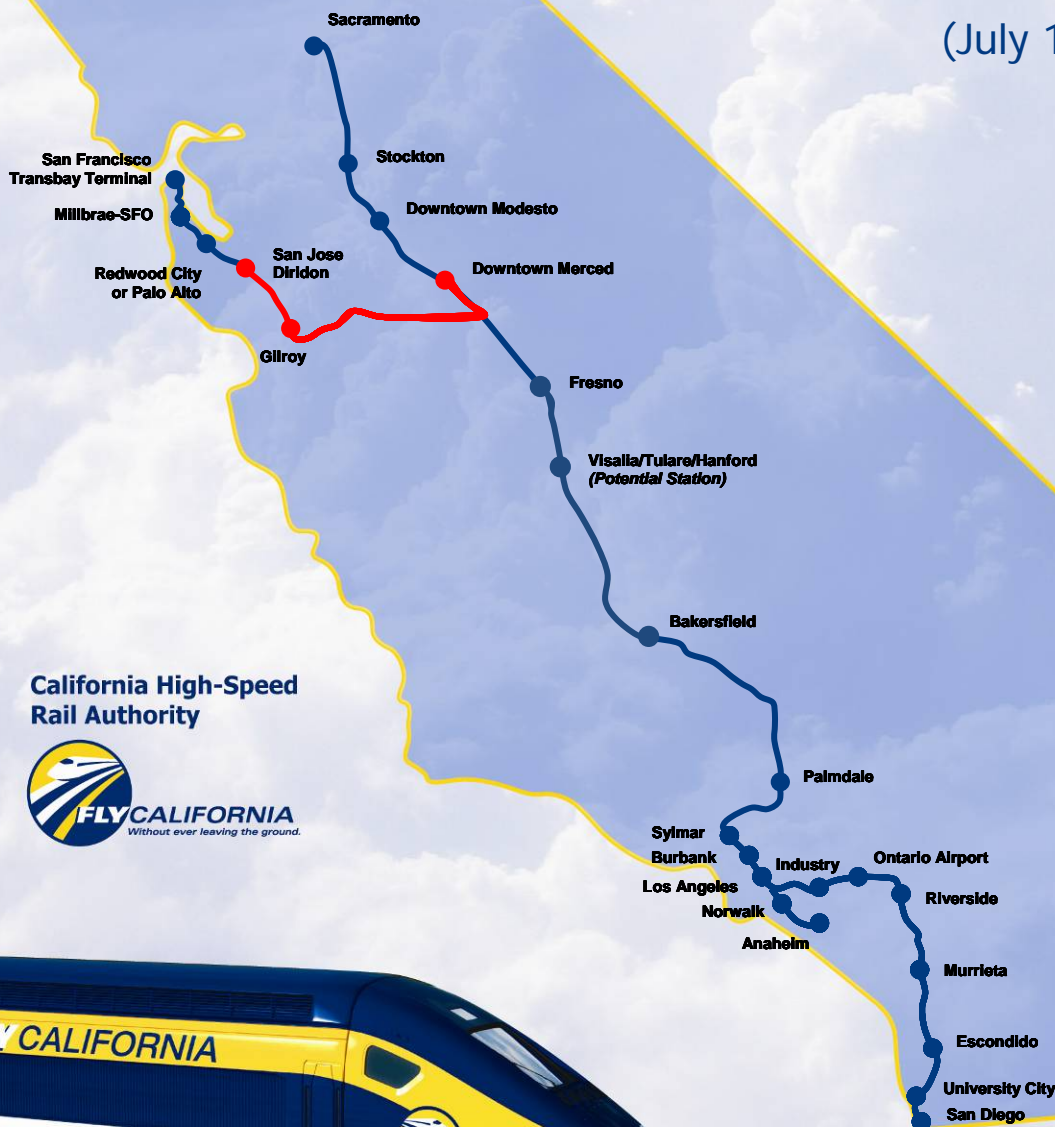 (July 1
Sacramento
San Francisco
Transbay Terminal
Stockton
Millbrae-SFO
Downtown Modesto
San Jose
Diridon
Redwood City
or Palo Alto
Downtown Merced
Gilroy
Fresno
Visalia/Tulare/Hanford
(Potential Station)
Bakersfield
California High-Speed
Rail Authority
FLYCALIFORNIA
Without ever leaving the ground.
Palmdale
Sylmar
Burbank
Industry
Ontario Airport
Los Angeles
Riverside
Norwalk
Anaheim
Murrieta
Escondido
University City
San Diego
Y CALIFORNIA